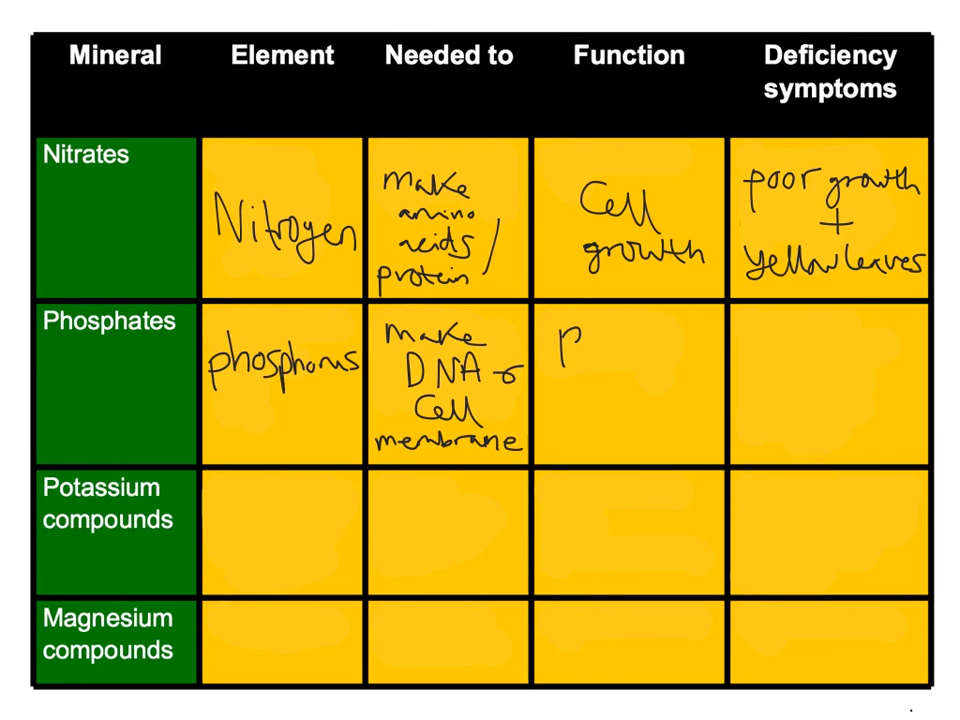 Mineral
Element
Needed to
Function
Deficiency
symptoms
Nitrates
Nitrogen
make
amino
acids /
protein
Cell
growth
poor growth
+
yellow leaves
Phosphates
phosphorus
make
DNA &
Cell
membrane
P
Potassium
compounds
Magnesium
compounds